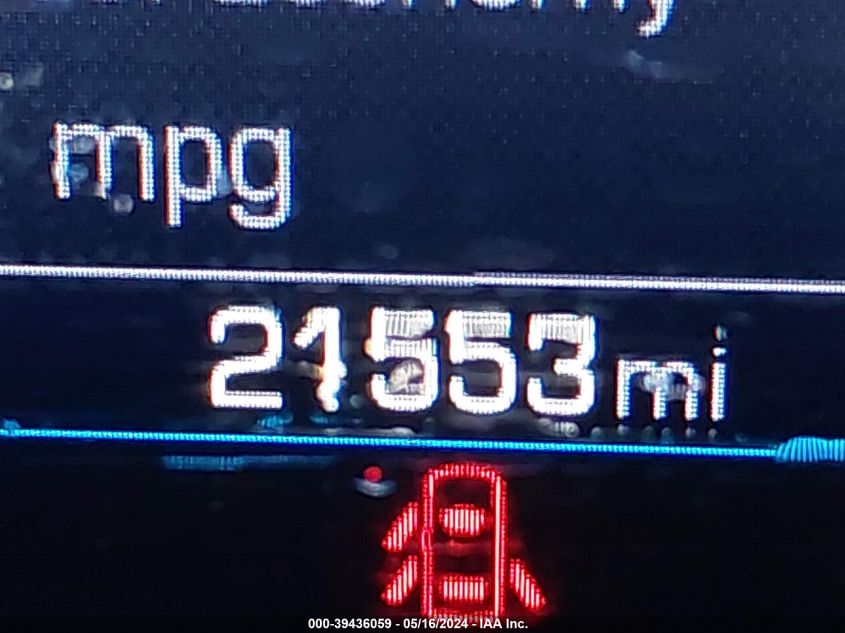 mpg
21553 mi
000-39436059 - 05/16/2024 - IAA Inc.